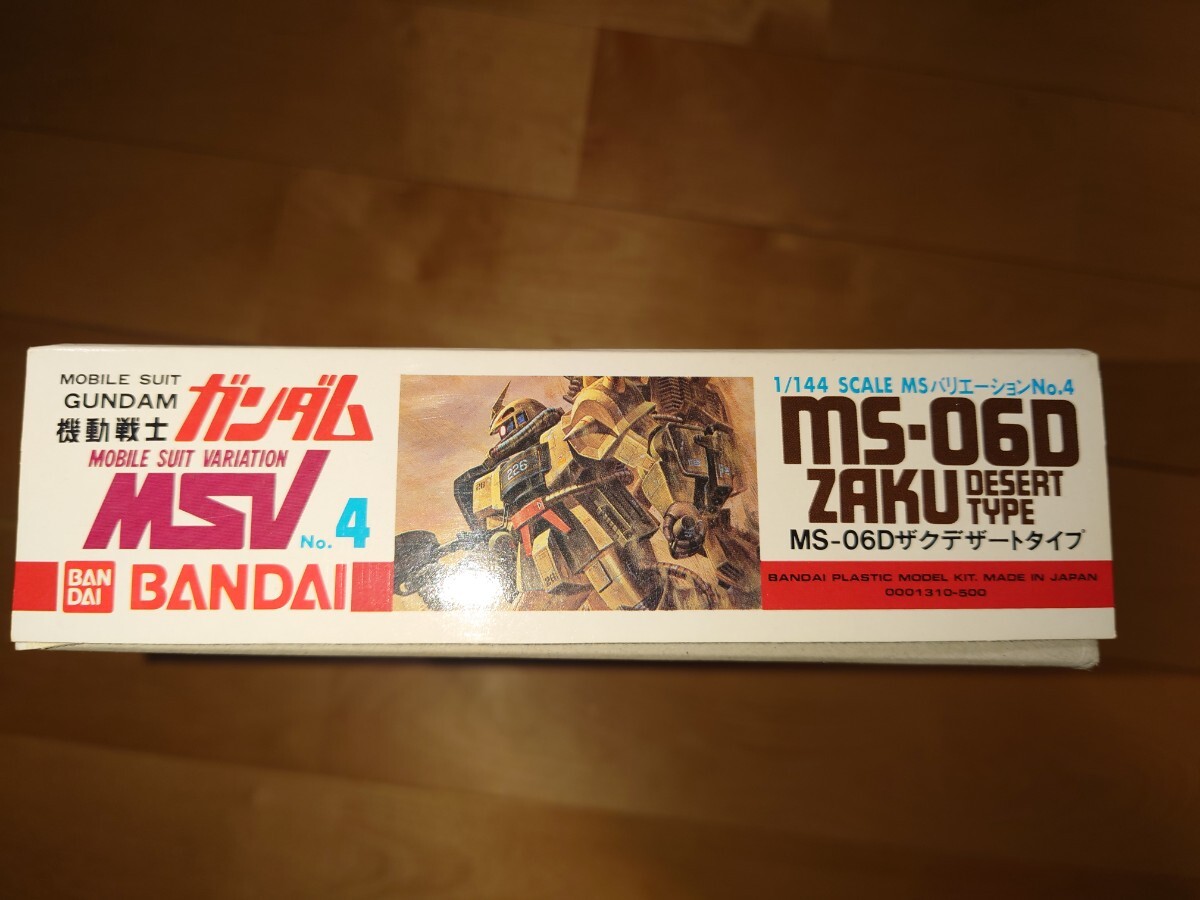 MOBILE SUIT
GUNDAM
機動戦士
ガンダム
MOBILE SUIT VARIATION
MSV No.4
BAN
DAI
BANDAI
226
1/144 SCALE MSバリエーションNo.4
MS-06D
ZAKU DESERT
TYPE
MS-06Dザクデザートタイプ
BANDAI PLASTIC MODEL KIT. MADE IN JAPAN
0001310-500